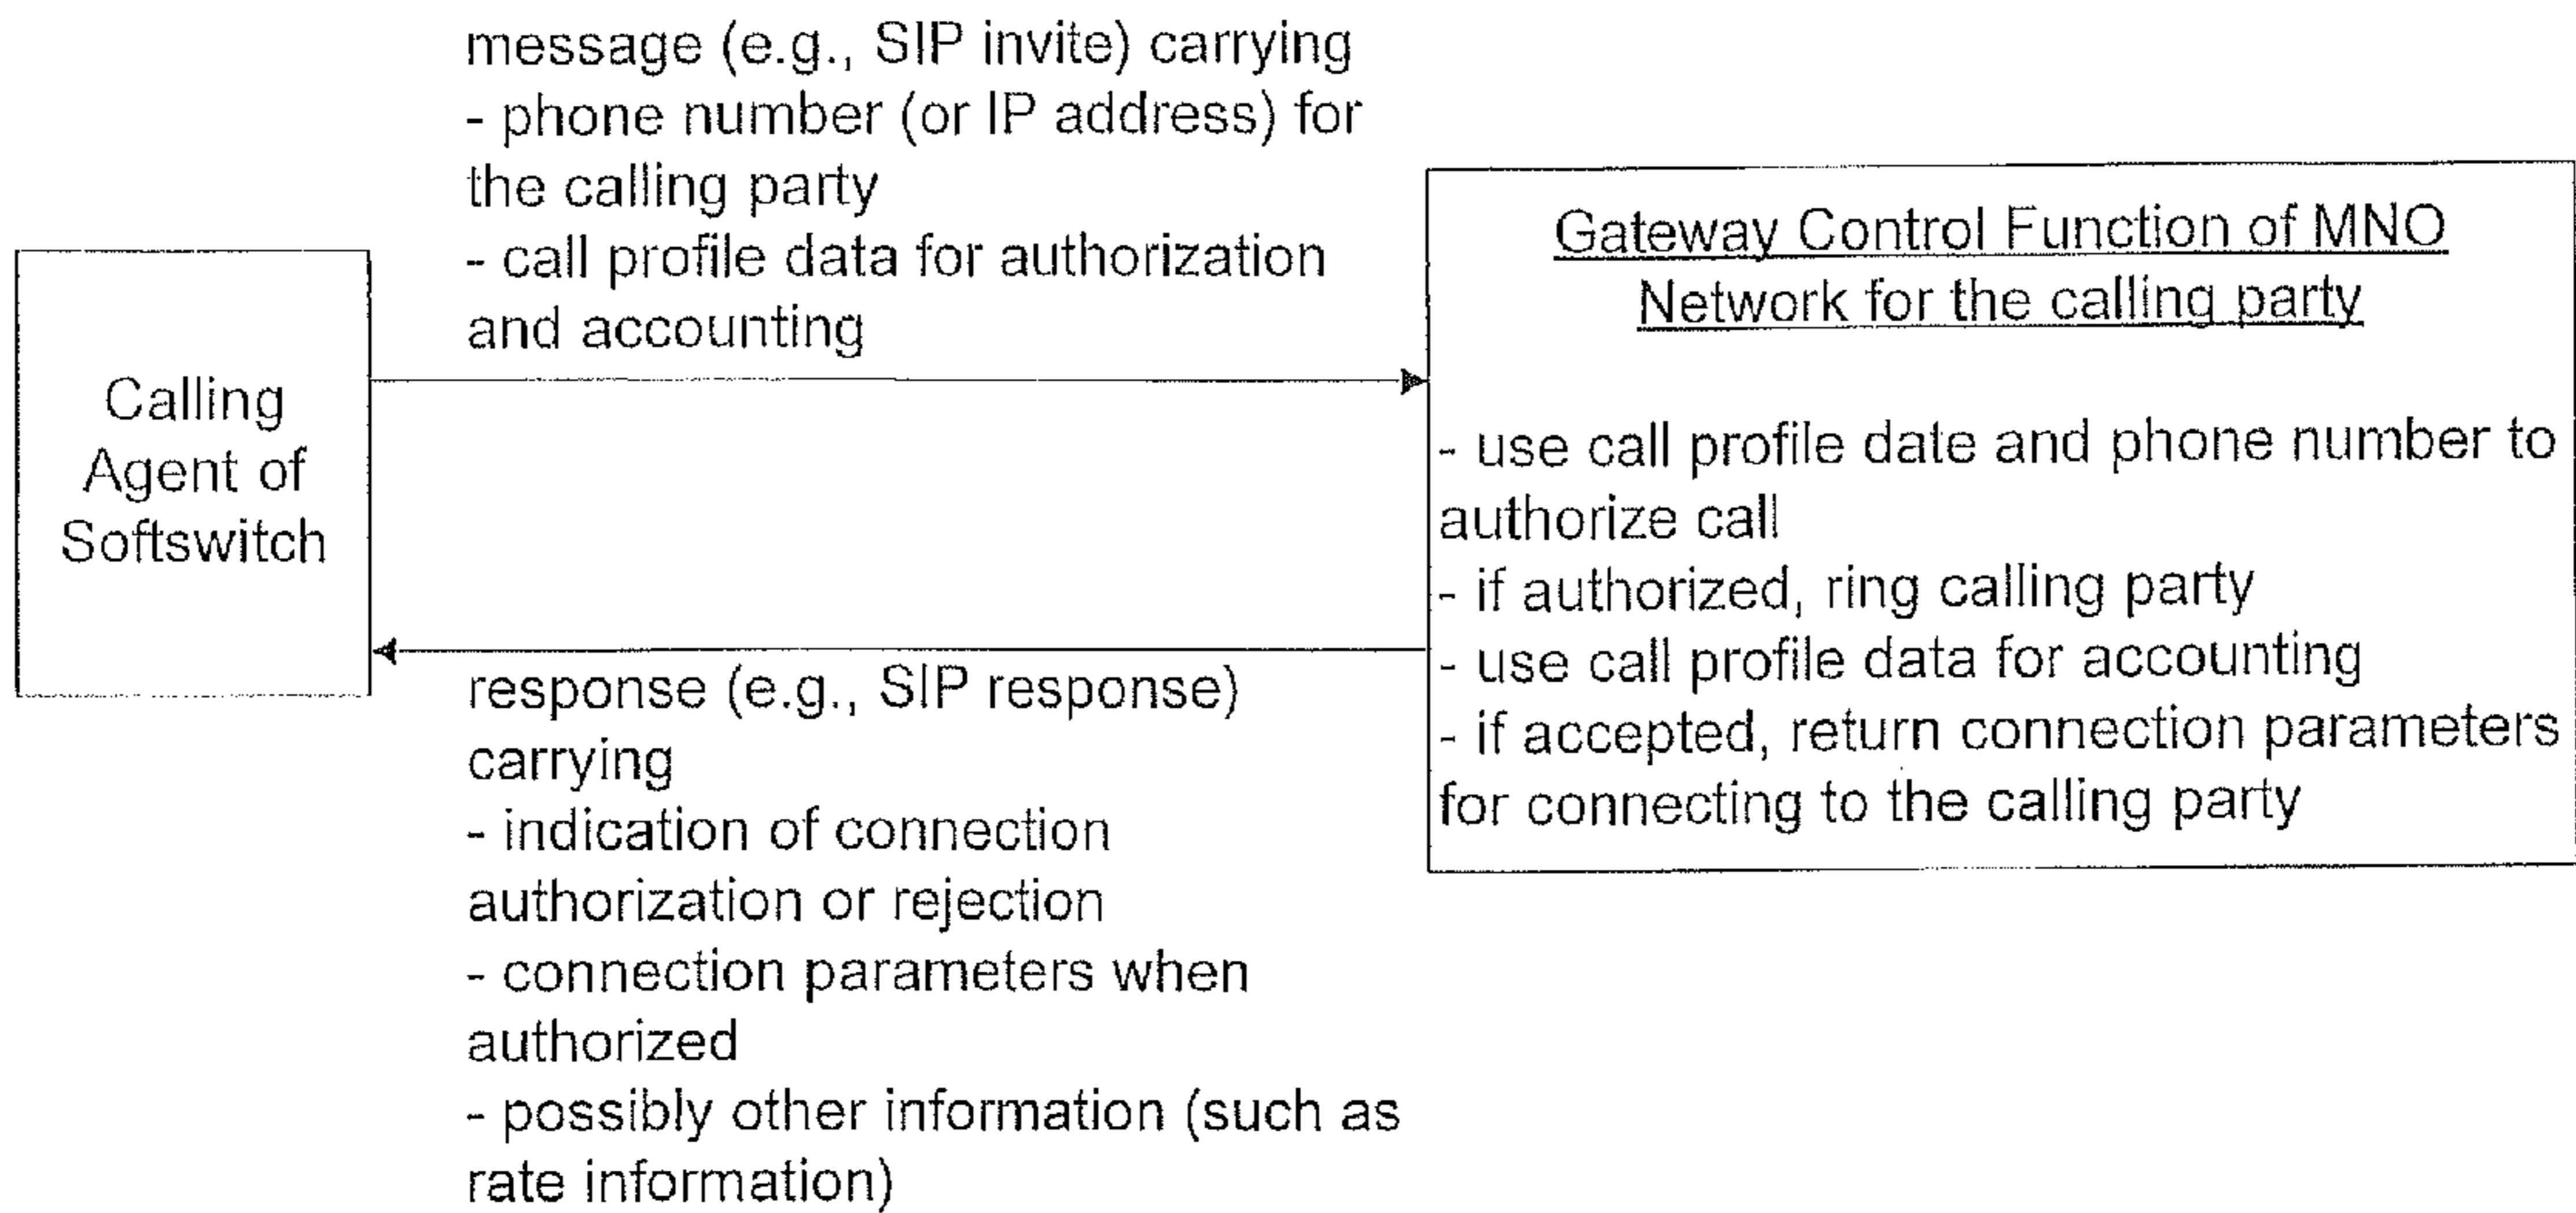 message (e.g., SIP invite) carrying
- phone number (or IP address) for
the calling party
- call profile data for authorization
and accounting
Calling
Agent of
Softswitch
Gateway Control Function of MNO
Network for the calling party
- use call profile date and phone number to
authorize call
- if authorized, ring calling party
- use call profile data for accounting
- if accepted, return connection parameters
for connecting to the calling party
response (e.g., SIP response)
carrying
- indication of connection
authorization or rejection
- connection parameters when
authorized
- possibly other information (such as
rate information)